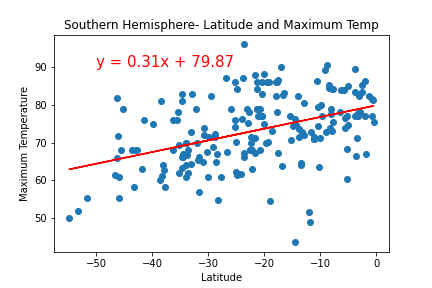 Southern Hemisphere- Latitude and Maximum Temp
y = 0.31x + 79.87
Maximum Temperature
90
80
70
60
50
−50
−40
−30
−20
−10
0
Latitude